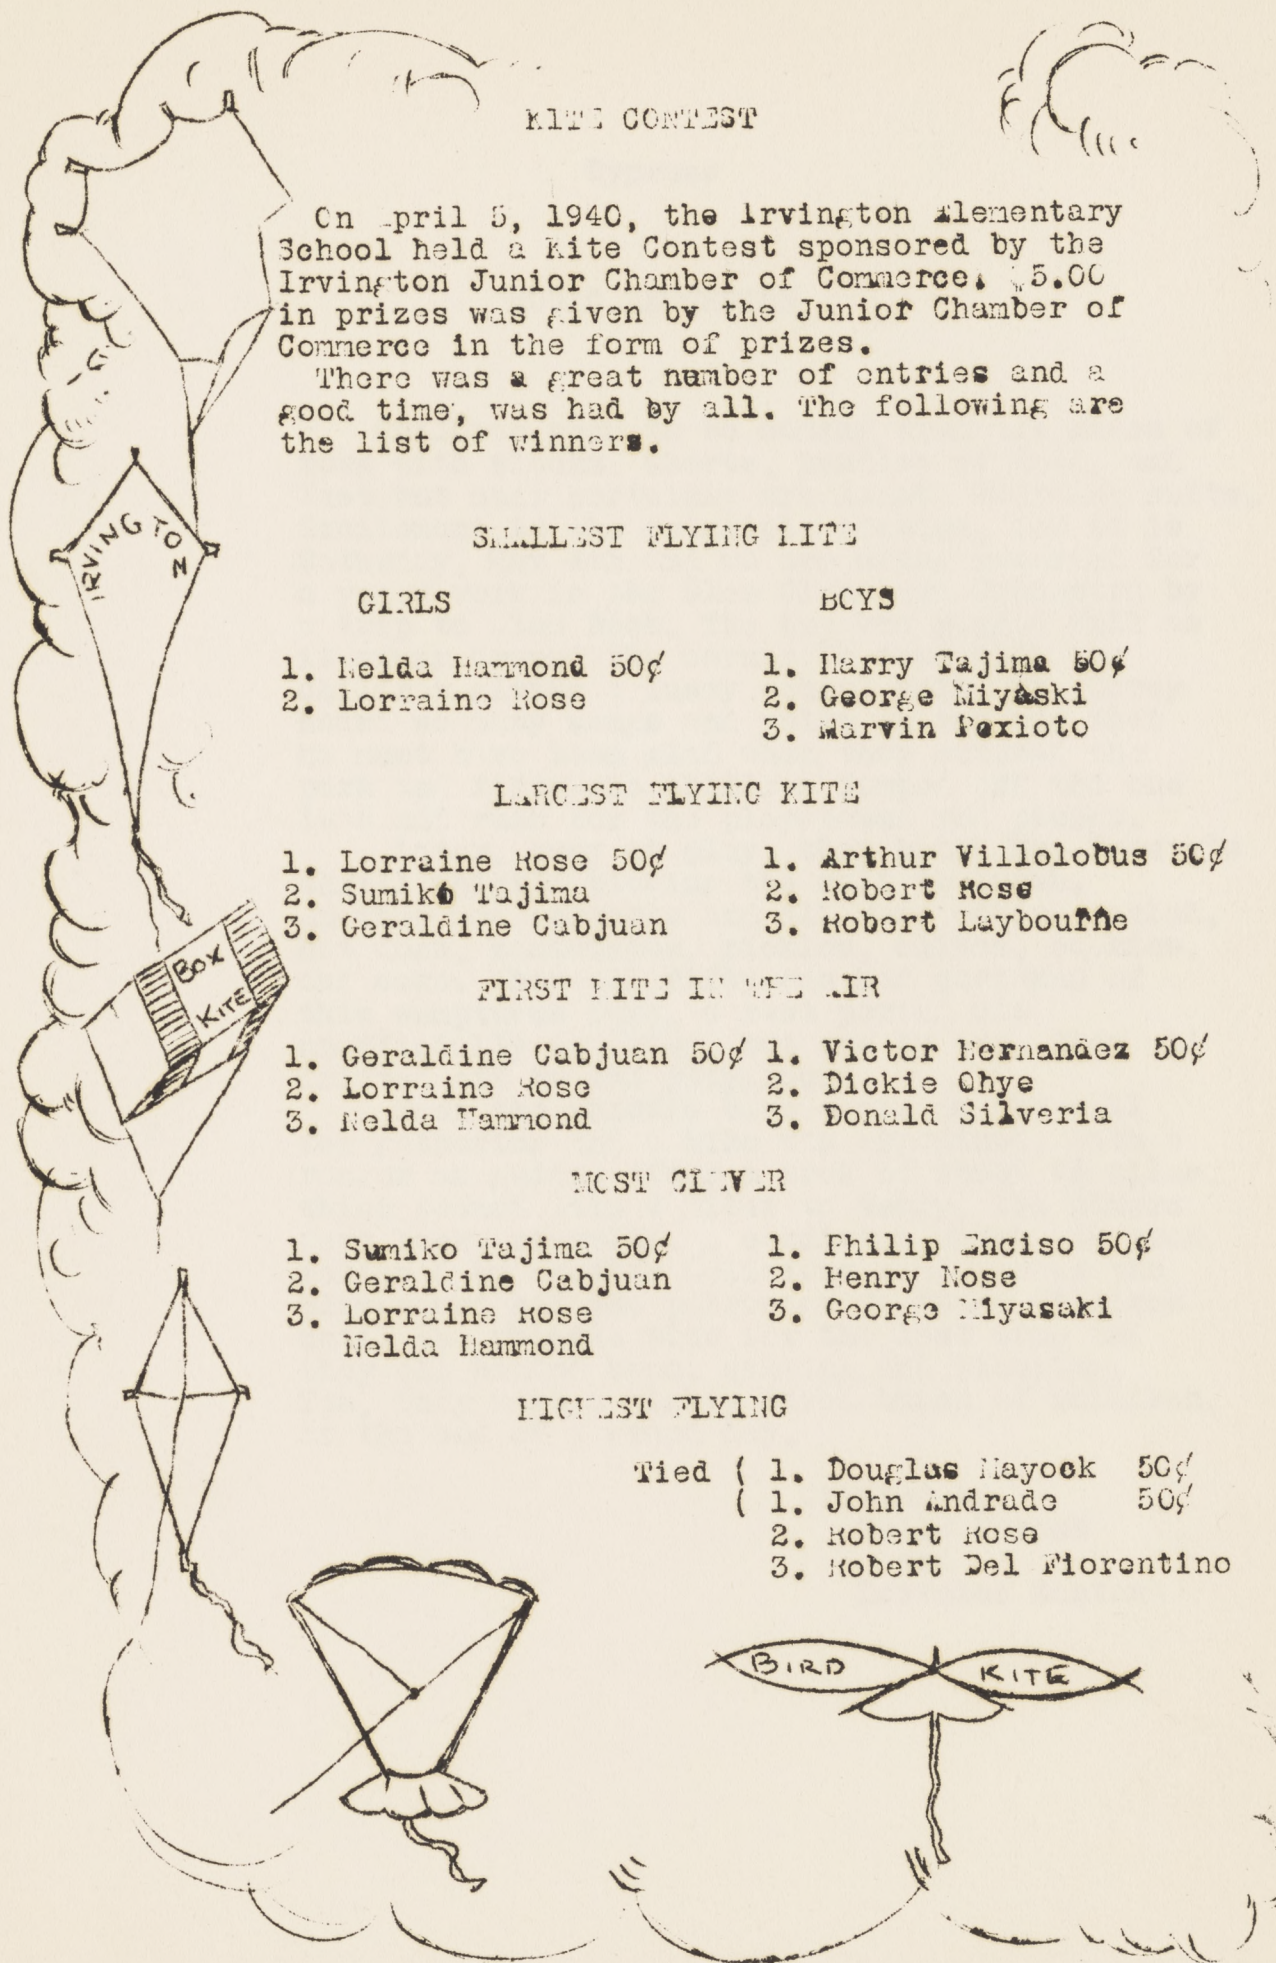 KITE CONTEST
On April 5, 1940, the Irvington Elementary
School held a Kite Contest sponsored by the
Irvington Junior Chamber of Commerce. $5.00
in prizes was given by the Junior Chamber of
Commerce in the form of prizes.
There was a great number of entries and a
good time, was had by all. The following are
the list of winners.
IRVINGTON
SMALLEST FLYING KITE
GIRLS BOYS
1. Nelda Hammond 50¢ 1. Harry Tajima 50¢
2. Lorraine Rose 2. George Miyaski
3. Marvin Pexioto
LARGEST FLYING KITE
1. Lorraine Rose 50¢ 1. Arthur Villolobus 50¢
2. Sumiko Tajima 2. Robert Rose
3. Geraldine Cabjuan 3. Robert Laybourne
BOX
KITE
FIRST KITE IN THE AIR
1. Geraldine Cabjuan 50¢ 1. Victor Hernandez 50¢
2. Lorraine Rose 2. Dickie Ohye
3. Nelda Hammond 3. Donald Silveria
MOST CLEVER
1. Sumiko Tajima 50¢ 1. Philip Enciso 50¢
2. Geraldine Cabjuan 2. Henry Nose
3. Lorraine Rose 3. George Miyasaki
Nelda Hammond
HIGHEST FLYING
Tied ( 1. Douglas Mayock 50¢
( 1. John Andrade 50¢
2. Robert Rose
3. Robert Del Fiorentino
BIRD KITE